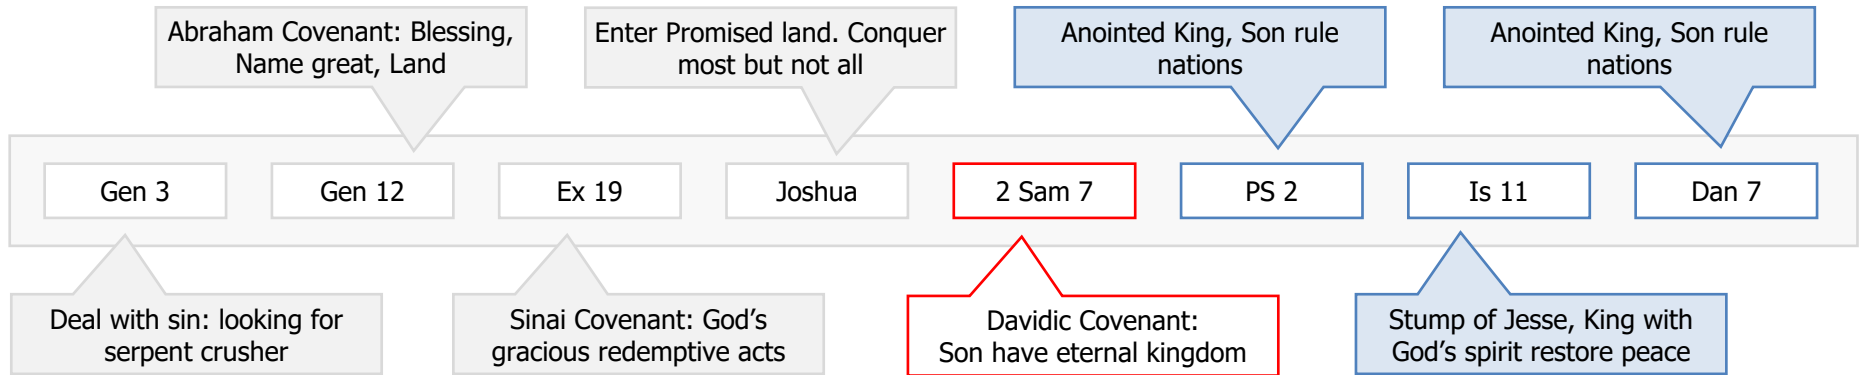 Abraham Covenant: Blessing,
Name great, Land
Enter Promised land. Conquer
most but not all
Anointed King, Son rule
nations
Anointed King, Son rule
nations
Gen 3
Gen 12
Ex 19
Joshua
2 Sam 7
PS 2
Is 11
Dan 7
Deal with sin: looking for
serpent crusher
Sinai Covenant: God’s
gracious redemptive acts
Davidic Covenant:
Son have eternal kingdom
Stump of Jesse, King with
God’s spirit restore peace